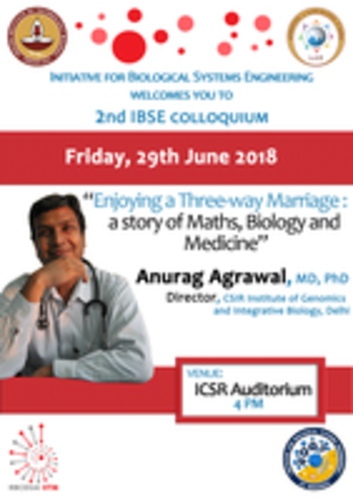 INITIATIVE FOR BIOLOGICAL SYSTEMS ENGINEERING
WELCOMES YOU TO
2nd IBSE COLLOQUIUM
Friday, 29th June 2018
"Enjoying a Three-way Marriage :
a story of Maths, Biology and
Medicine"
Anurag Agrawal, MD, PhD
Director, CSIR Institute of Genomics
and Integrative Biology, Delhi
VENUE:
ICSR Auditorium
4 PM